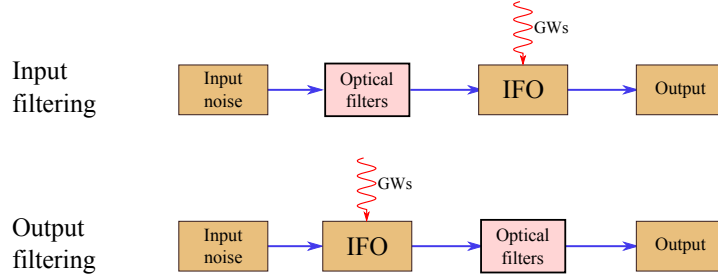 GWs
Input
filtering
Input
noise
Optical
filters
IFO
Output
GWs
Output
filtering
Input
noise
IFO
Optical
filters
Output